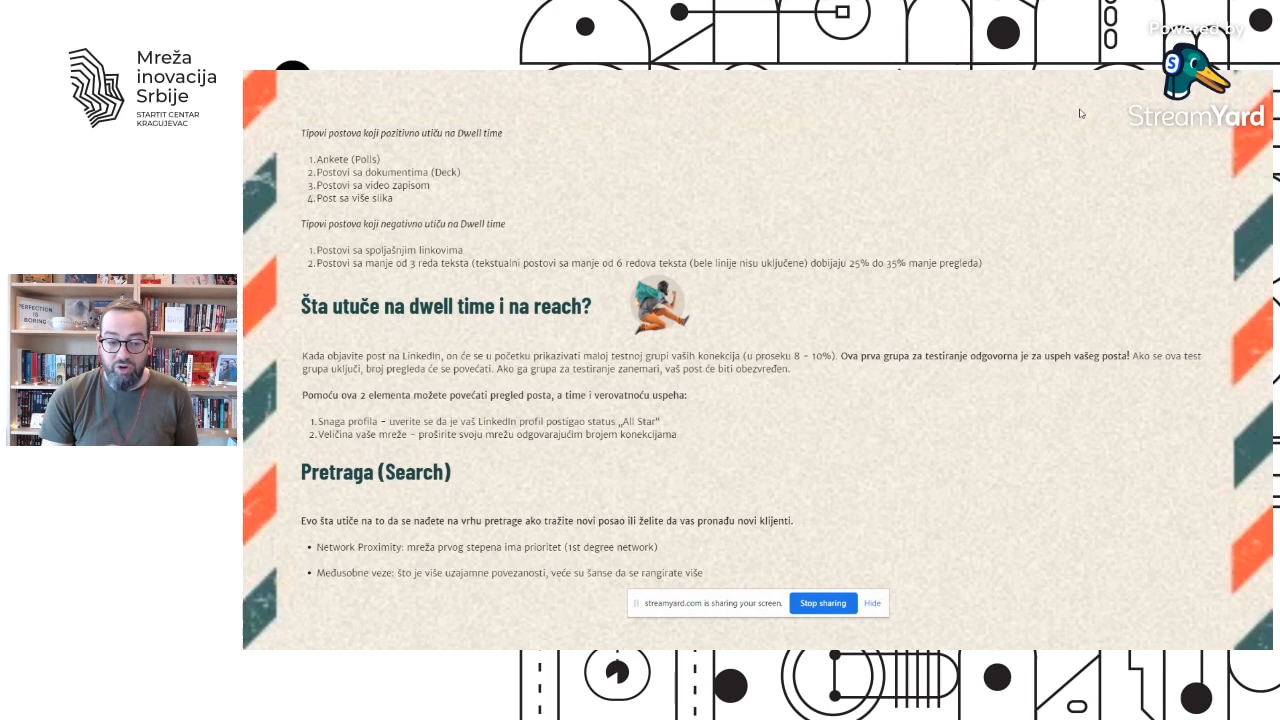 Mreža
inovacija
Srbije
STARTIT CENTAR
KRAGUJEVAC
Powered by
StreamYard
PERFECTION
IS
BORING
Tipovi postova koji pozitivno utiču na Dwell time
1. Ankete (Polls)
2. Postovi sa dokumentima (Deck)
3. Postovi sa video zapisom
4. Post sa više slika
Tipovi postova koji negativno utiču na Dwell time
1. Postovi sa spoljašnjim linkovima
2. Postovi sa manje od 3 reda teksta (tekstualni postovi sa manje od 6 redova teksta (bele linije nisu uključene) dobijaju 25% do 35% manje pregleda)
Šta utuče na dwell time i na reach?
Kada objavite post na LinkedIn, on će se u početku prikazivati maloj testnoj grupi vaših konekcija (u proseku 8 - 10%). Ova prva grupa za testiranje odgovorna je za uspeh vašeg posta! Ako se ova test
grupa uključi, broj pregleda će se povećati. Ako ga grupa za testiranje zanemari, vaš post će biti obezvređen.
Pomoću ova 2 elementa možete povećati pregled posta, a time i verovatnoću uspeha:
1. Snaga profila - uverite se da je vaš LinkedIn profil postigao status „All Star"
2. Veličina vaše mreže - proširite svoju mrežu odgovarajućim brojem konekcijama
Pretraga (Search)
Evo šta utiče na to da se nađete na vrhu pretrage ako tražite novi posao ili želite da vas pronađu novi klijenti.
• Network Proximity: mreža prvog stepena ima prioritet (1st degree network)
• Međusobne veze: što je više uzajamne povezanosti, veće su šanse da se rangirate više
streamyard.com is sharing your screen. Stop sharing Hide